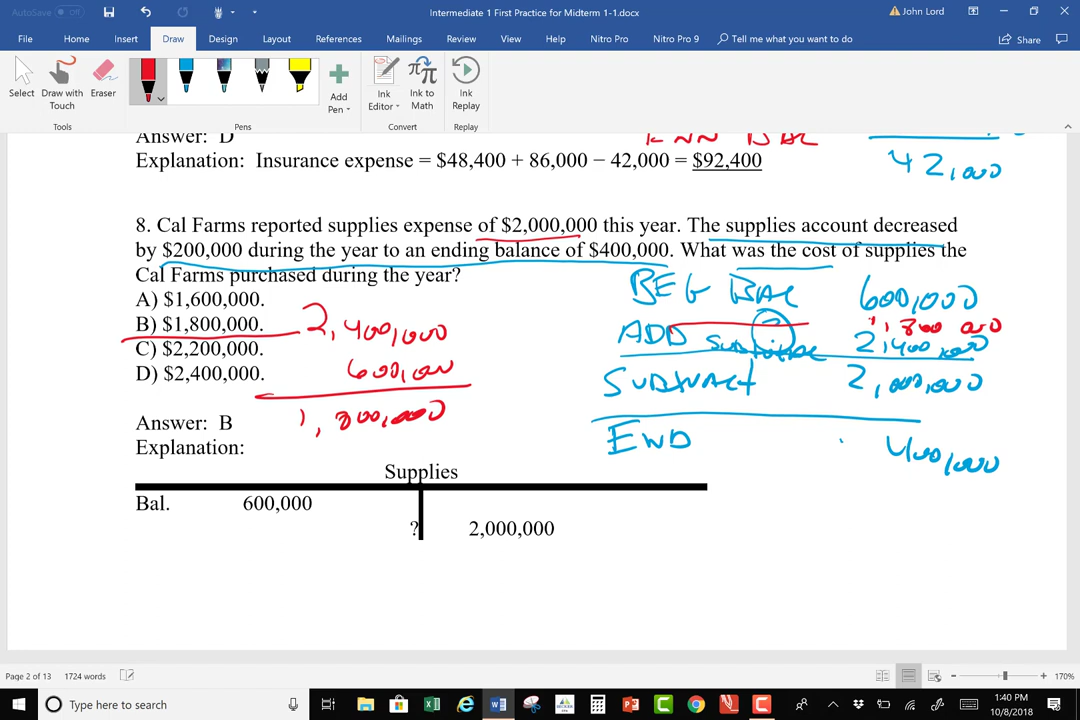 AutoSave Off
Intermediate 1 First Practice for Midterm 1-1.docx
John Lord
File Home Insert Draw Design Layout References Mailings Review View Help Nitro Pro Nitro Pro 9 Tell me what you want to do
Share
Select Draw with Touch Eraser
Add Pen
Ink Editor Ink to Math Ink Replay
Tools Pens Convert Replay
Answer: D
Explanation: Insurance expense = $48,400 + 86,000 − 42,000 = $92,400
42,000
8. Cal Farms reported supplies expense of $2,000,000 this year. The supplies account decreased
by $200,000 during the year to an ending balance of $400,000. What was the cost of supplies the
Cal Farms purchased during the year?
BEG BAL 600,000
A) $1,600,000.
B) $1,800,000.
2,400,000
ADD 1,800 000
2,400,000
C) $2,200,000.
600,000
D) $2,400,000.
SUBTRACT 2,000,000
1,800,000
Answer: B
END 400,000
Explanation:
Supplies
Bal. 600,000
? 2,000,000
Page 2 of 13 1724 words
170%
Type here to search
1:40 PM
10/8/2018